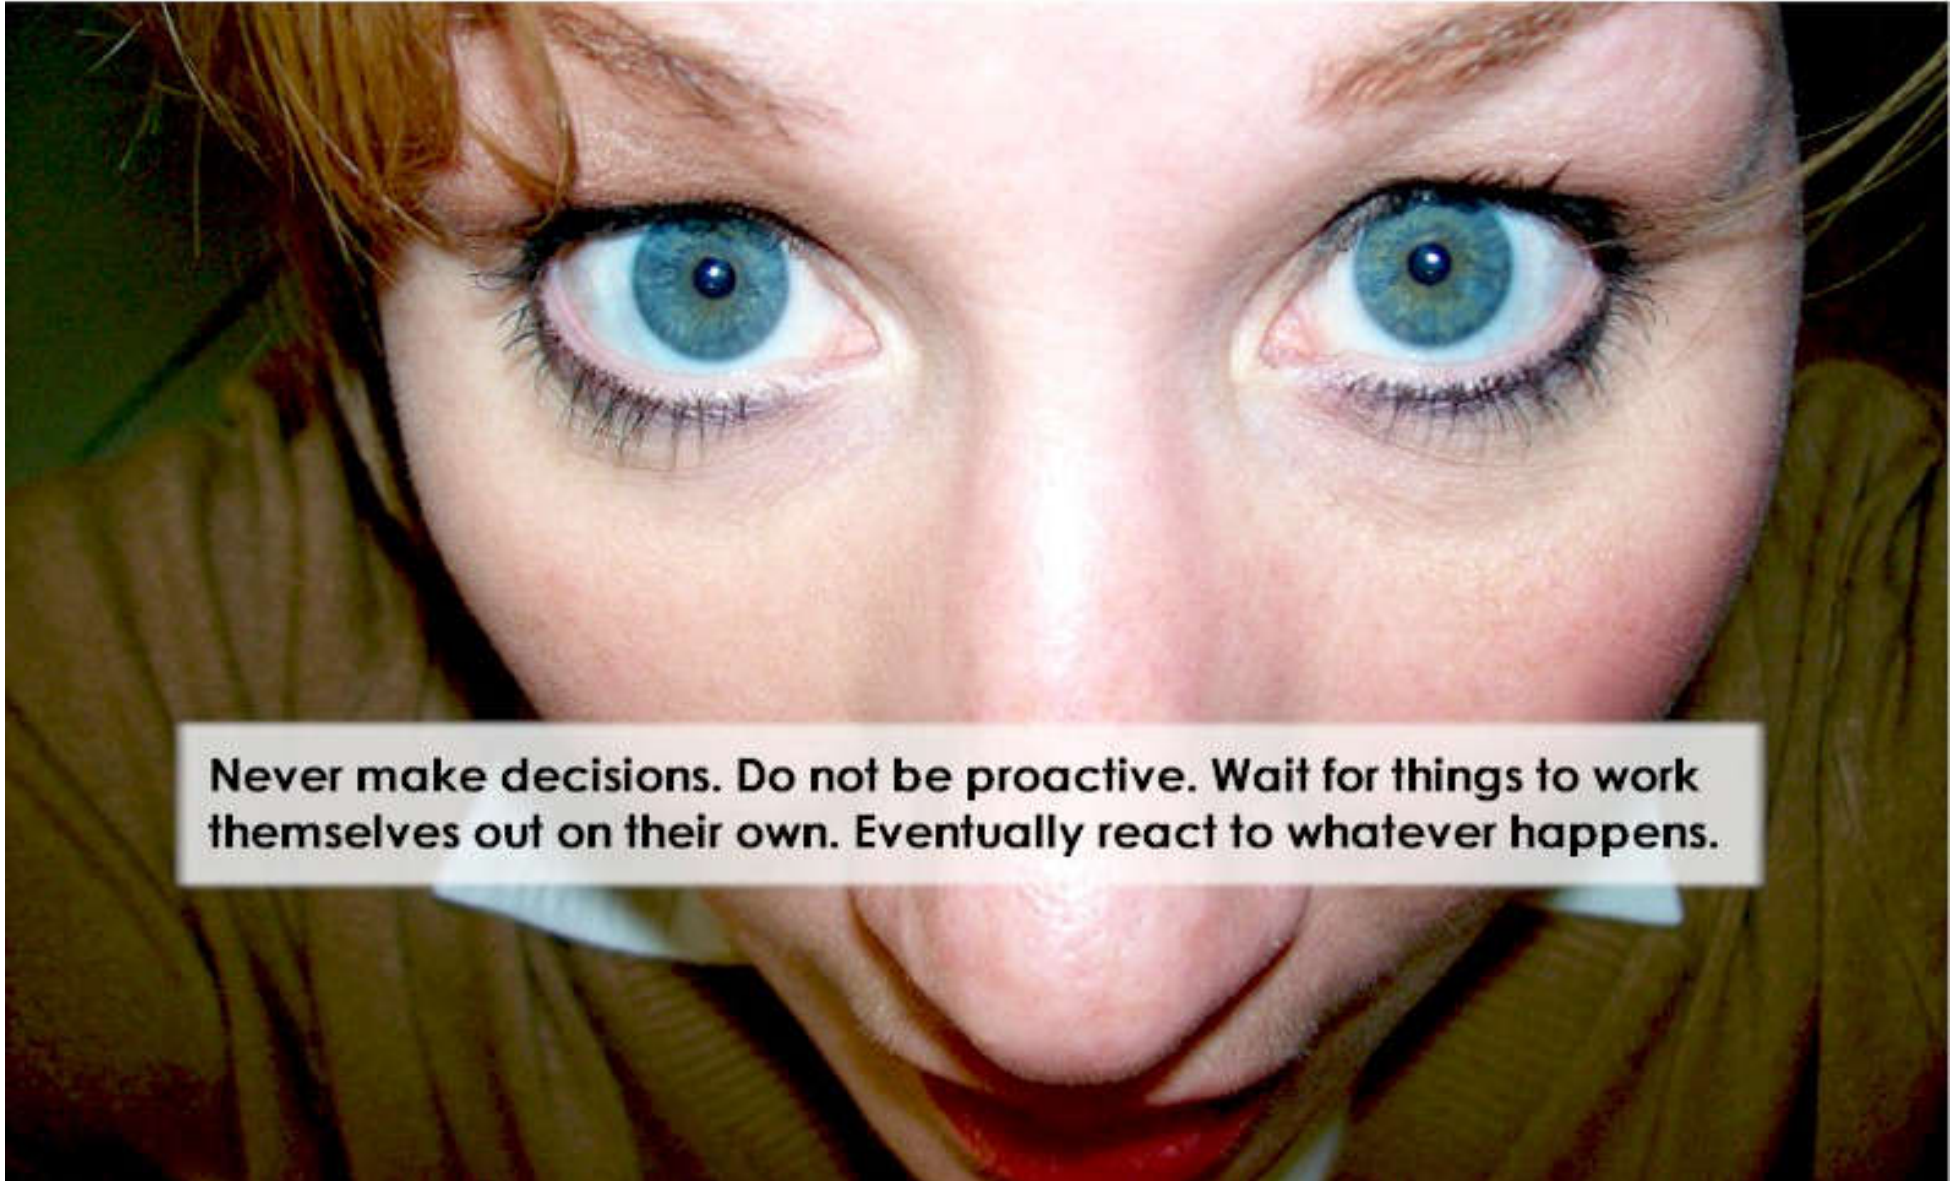 Never make decisions. Do not be proactive. Wait for things to work
themselves out on their own. Eventually react to whatever happens.